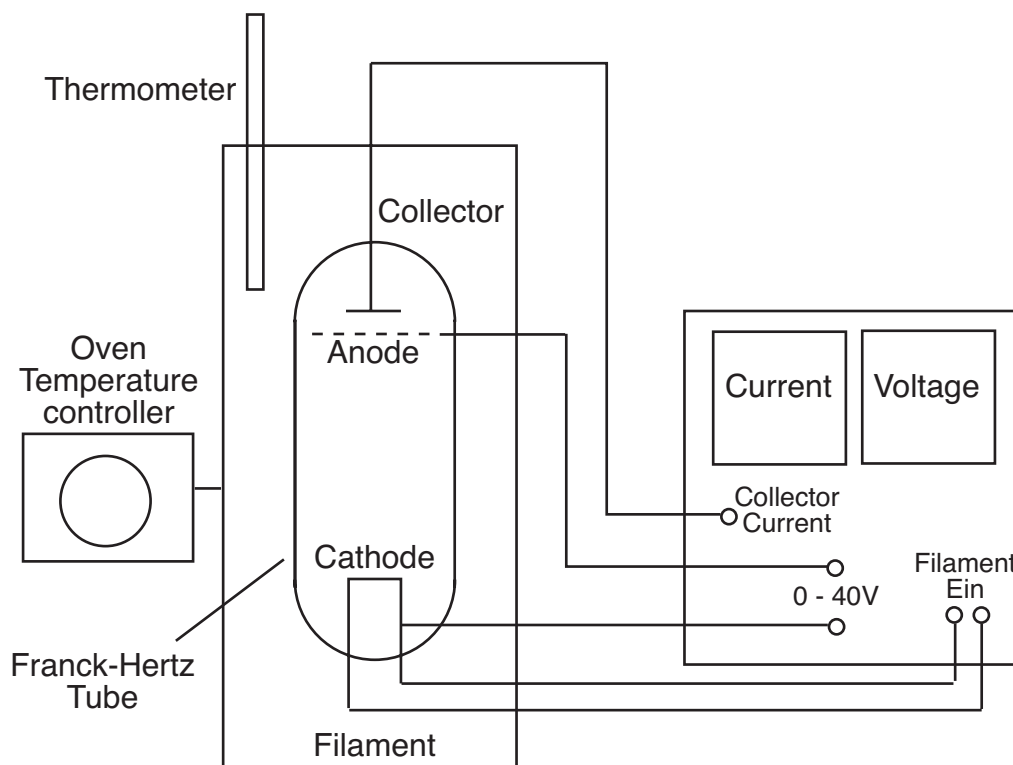 Thermometer
Collector
Anode
Oven
Temperature
controller
Current
Voltage
Collector
Current
Cathode
0 - 40V
Filament
Ein
Franck-Hertz
Tube
Filament